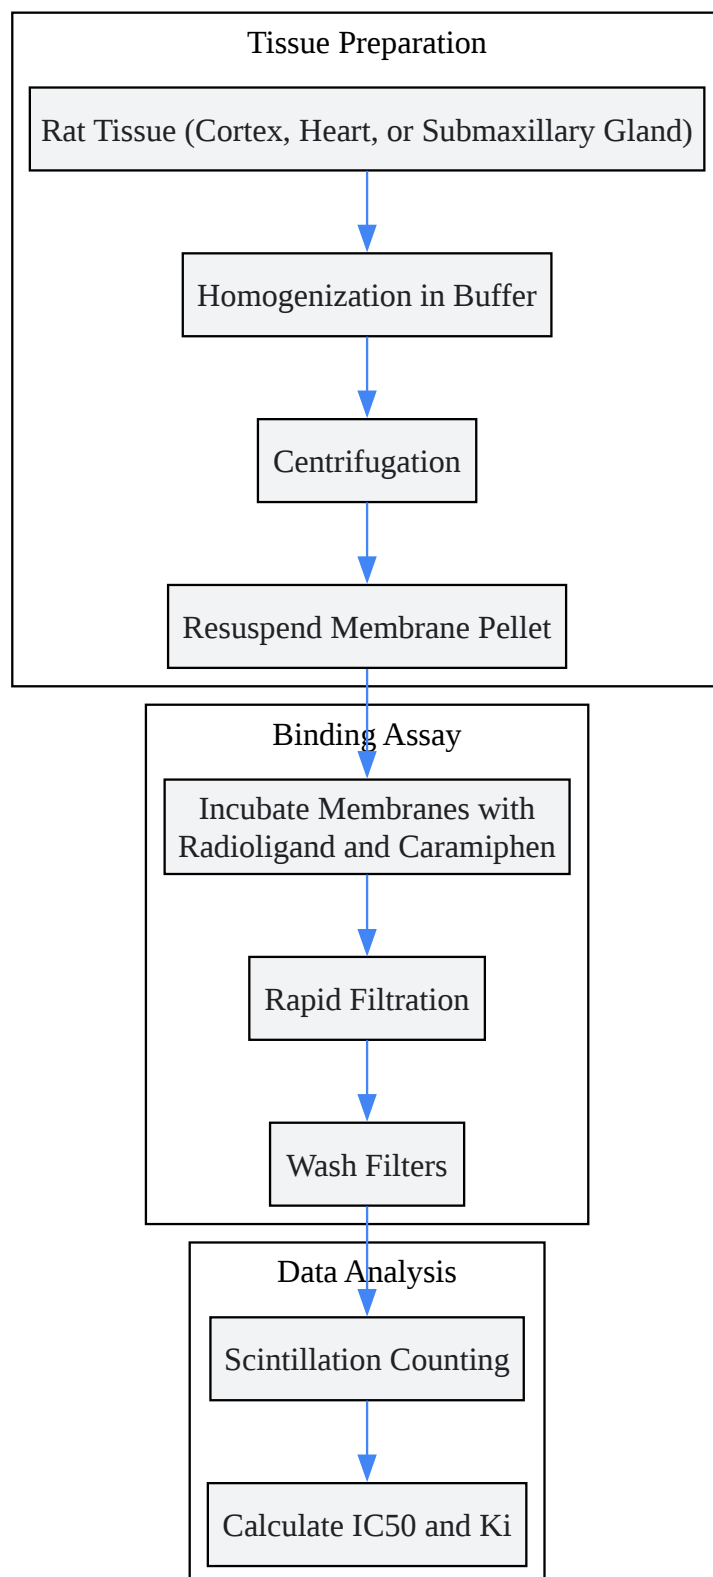 Tissue Preparation
Rat Tissue (Cortex, Heart, or Submaxillary Gland)
Homogenization in Buffer
Centrifugation
Resuspend Membrane Pellet
Binding Assay
Incubate Membranes with
Radioligand and Caramiphen
Rapid Filtration
Wash Filters
Data Analysis
Scintillation Counting
Calculate IC50 and Ki